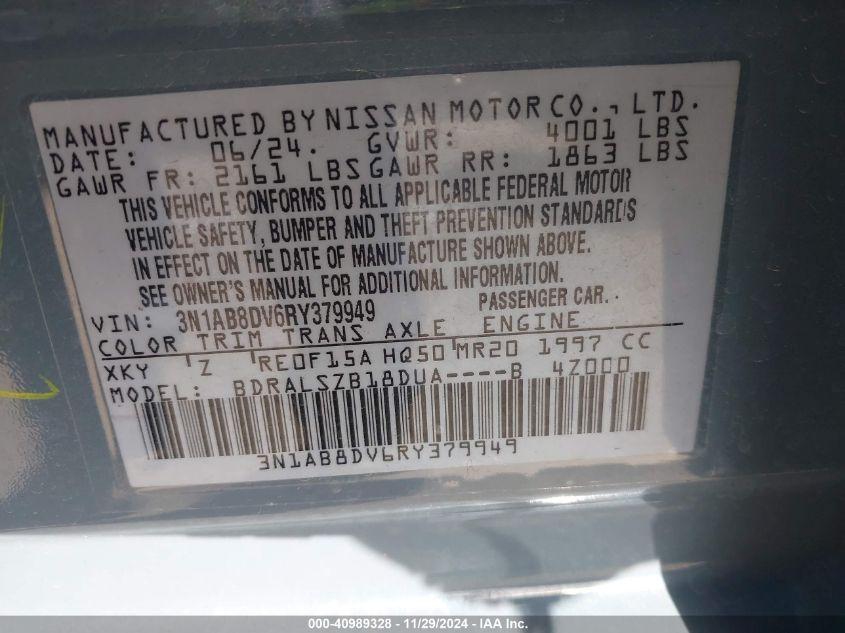 MANUFACTURED BY NISSAN MOTOR CO., LTD.
DATE: 06/24. GVWR: 4001 LBS
GAWR FR: 2161 LBS GAWR RR: 1863 LBS
THIS VEHICLE CONFORMS TO ALL APPLICABLE FEDERAL MOTOR
VEHICLE SAFETY, BUMPER AND THEFT PREVENTION STANDARDS
IN EFFECT ON THE DATE OF MANUFACTURE SHOWN ABOVE.
SEE OWNER'S MANUAL FOR ADDITIONAL INFORMATION.
VIN: 3N1AB8DV6RY379949 PASSENGER CAR.
COLOR TRIM TRANS AXLE ENGINE
XKY Z RE0F15A HQ50 MR20 1997 CC
MODEL: BDRALSZB18DUA----B 4Z000
3N1AB8DV6RY379949
000-40989328 - 11/29/2024 - IAA Inc.